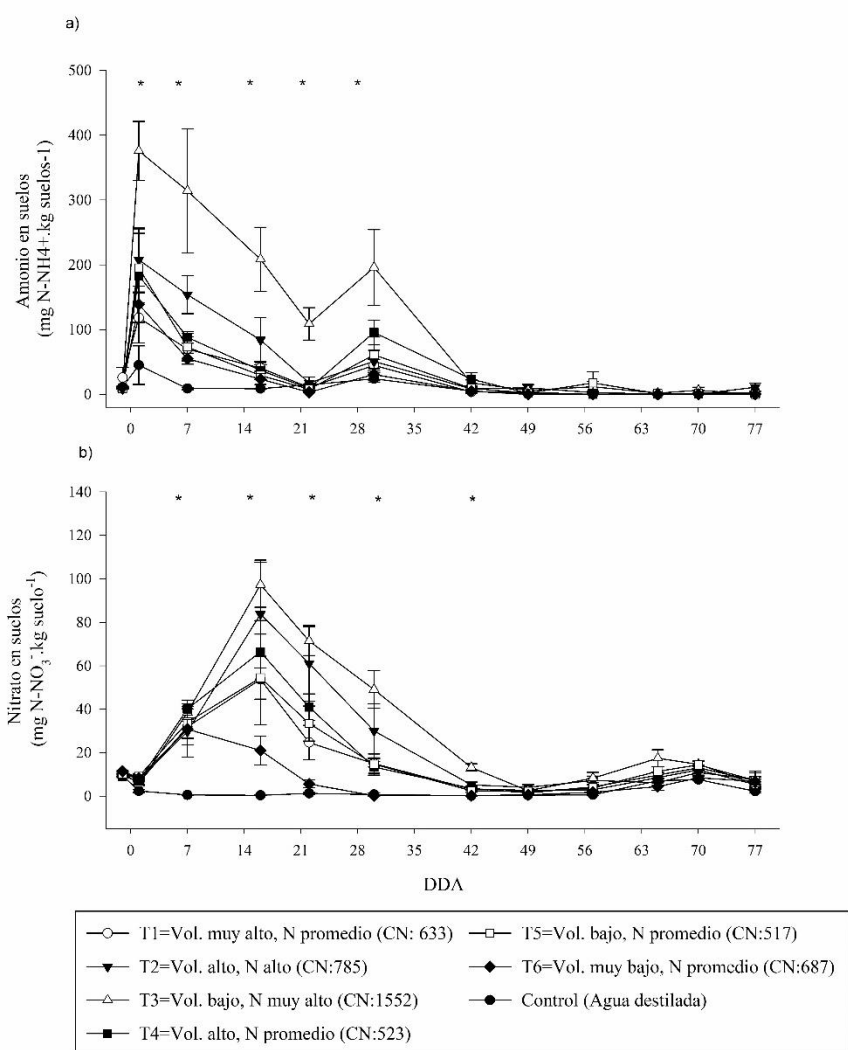 a)
* * * * *
500
400
300
200
100
0
Amonio en suelos
(mg N-NH4+.kg suelos-1)
0 7 14 21 28 35 42 49 56 63 70 77
b)
* * * * *
140
120
100
80
60
40
20
0
Nitrato en suelos
(mg N-NO3-.kg suelo-1)
0 7 14 21 28 35 42 49 56 63 70 77
DDA
T1=Vol. muy alto, N promedio (CN: 633)
T2=Vol. alto, N alto (CN:785)
T3=Vol. bajo, N muy alto (CN:1552)
T4=Vol. alto, N promedio (CN:523)
T5=Vol. bajo, N promedio (CN:517)
T6=Vol. muy bajo, N promedio (CN:687)
Control (Agua destilada)